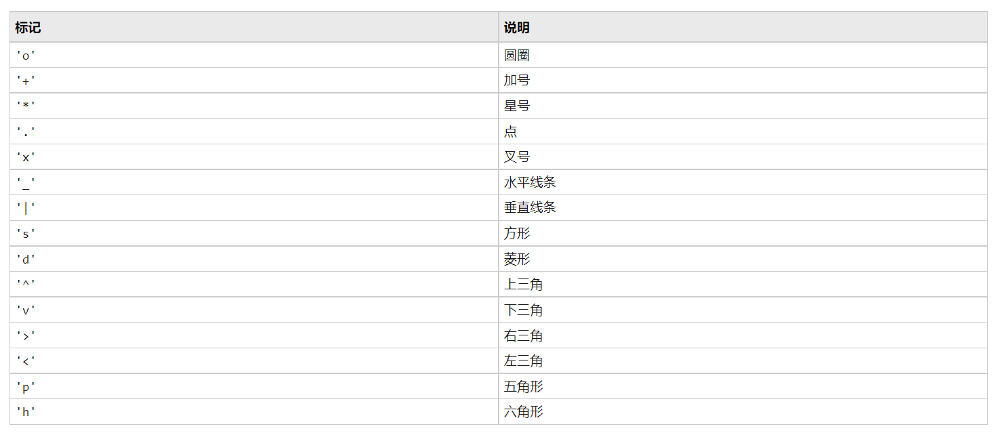 标记 说明
'o' 圆圈
'+' 加号
'*' 星号
'.' 点
'x' 叉号
'_' 水平线条
'|' 垂直线条
's' 方形
'd' 菱形
'^' 上三角
'v' 下三角
'>' 右三角
'<' 左三角
'p' 五角形
'h' 六角形